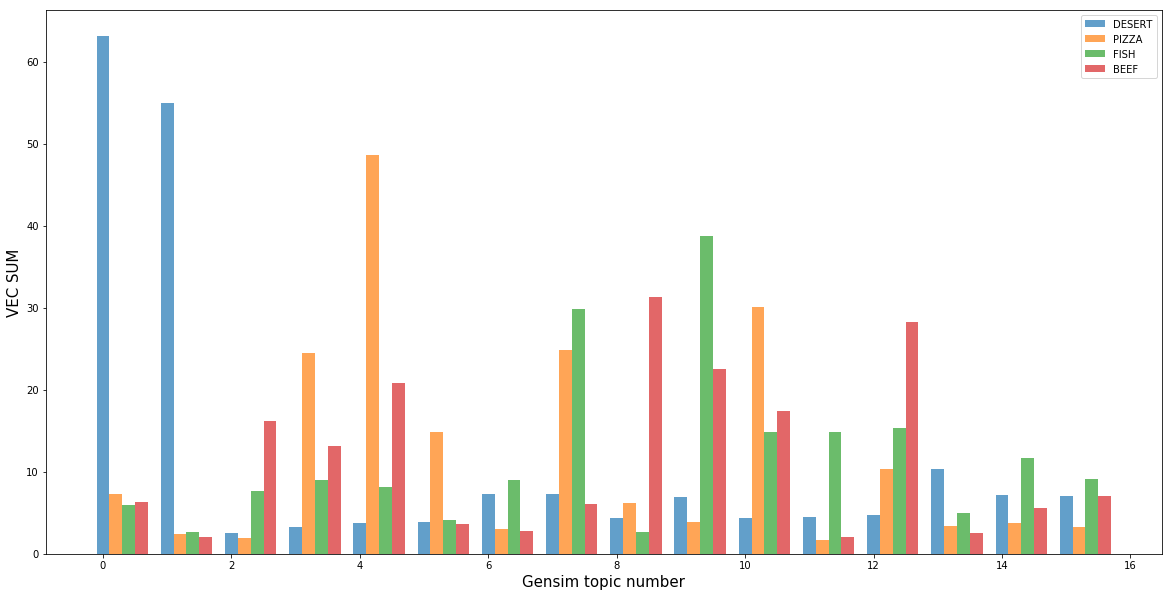 DESERT
PIZZA
FISH
BEEF
VEC SUM
60
50
40
30
20
10
0
0 2 4 6 8 10 12 14 16
Gensim topic number